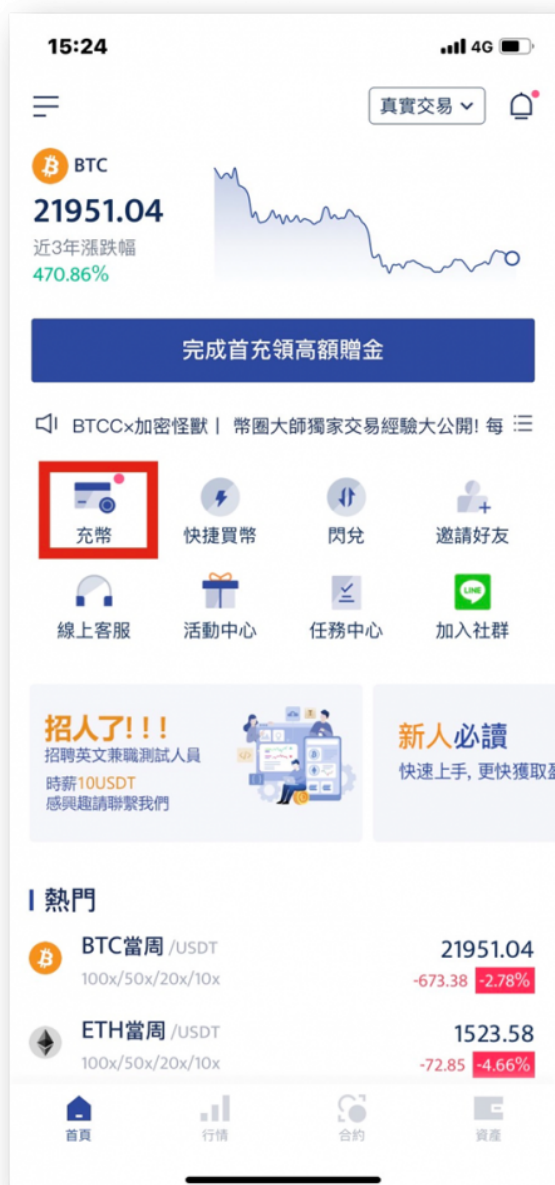 15:24
4G
真實交易
BTC
21951.04
近3年漲跌幅
470.86%
完成首充領高額贈金
BTCC×加密怪獸丨 幣圈大師獨家交易經驗大公開! 每
充幣
快捷買幣
閃兌
邀請好友
LINE
線上客服
活動中心
任務中心
加入社群
招人了!!!
招聘英文兼職測試人員
時薪10USDT
感興趣請聯繫我們
新人必讀
快速上手, 更快獲取
熱門
BTC當周 /USDT
21951.04
100x/50x/20x/10x
-673.38 -2.78%
ETH當周 /USDT
1523.58
100x/50x/20x/10x
-72.85 -4.66%
首頁
行情
合約
資產